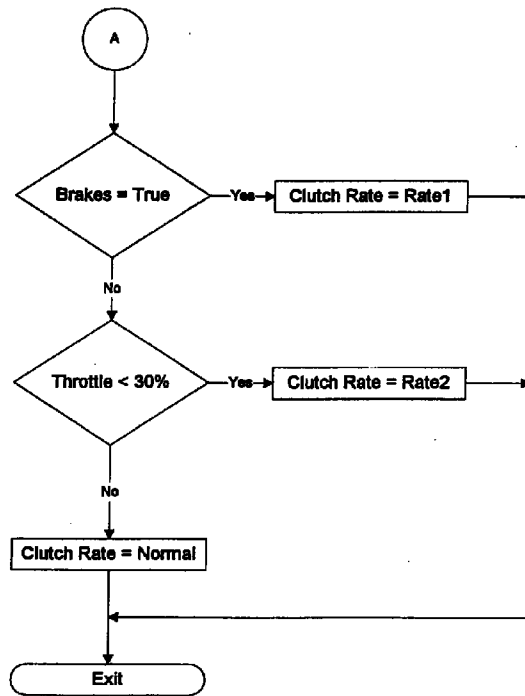 A
Brakes = True
Yes
Clutch Rate = Rate1
No
Throttle < 30%
Yes
Clutch Rate = Rate2
No
Clutch Rate = Normal
Exit